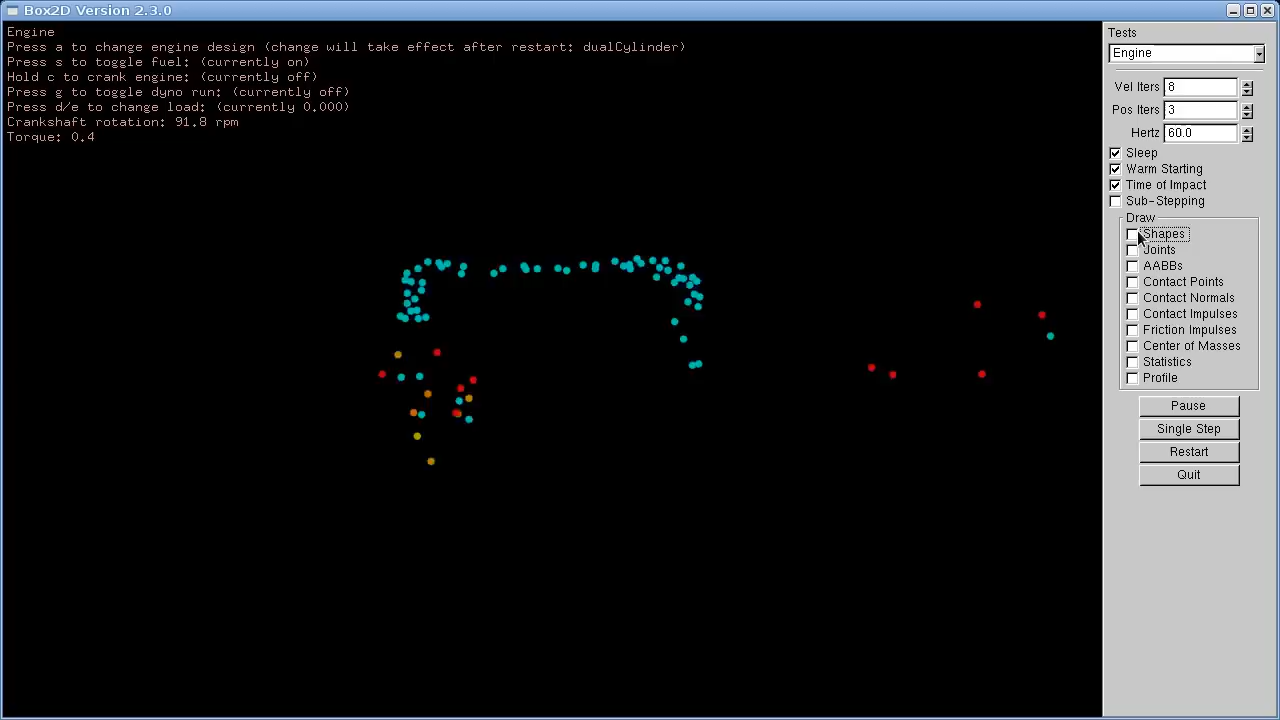 Box2D Version 2.3.0
Engine
Press a to change engine design (change will take effect after restart: dualCylinder)
Press s to toggle fuel: (currently on)
Hold c to crank engine: (currently off)
Press g to toggle dyno run: (currently off)
Press d/e to change load: (currently 0.000)
Crankshaft rotation: 91.8 rpm
Torque: 0.4
Tests
Engine
Vel Iters 8
Pos Iters 3
Hertz 60.0
Sleep
Warm Starting
Time of Impact
Sub-Stepping
Draw
Shapes
Joints
AABBs
Contact Points
Contact Normals
Contact Impulses
Friction Impulses
Center of Masses
Statistics
Profile
Pause
Single Step
Restart
Quit